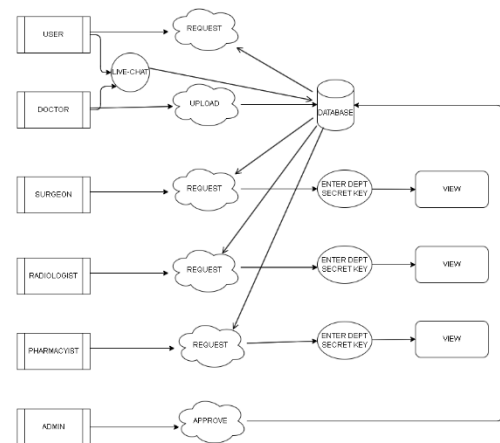 USER
REQUEST
LIVE-CHAT
DOCTOR
UPLOAD
DATABASE
SURGEON
REQUEST
ENTER DEPT
SECRET KEY
VIEW
RADIOLOGIST
REQUEST
ENTER DEPT
SECRET KEY
VIEW
PHARMACYIST
REQUEST
ENTER DEPT
SECRET KEY
VIEW
ADMIN
APPROVE